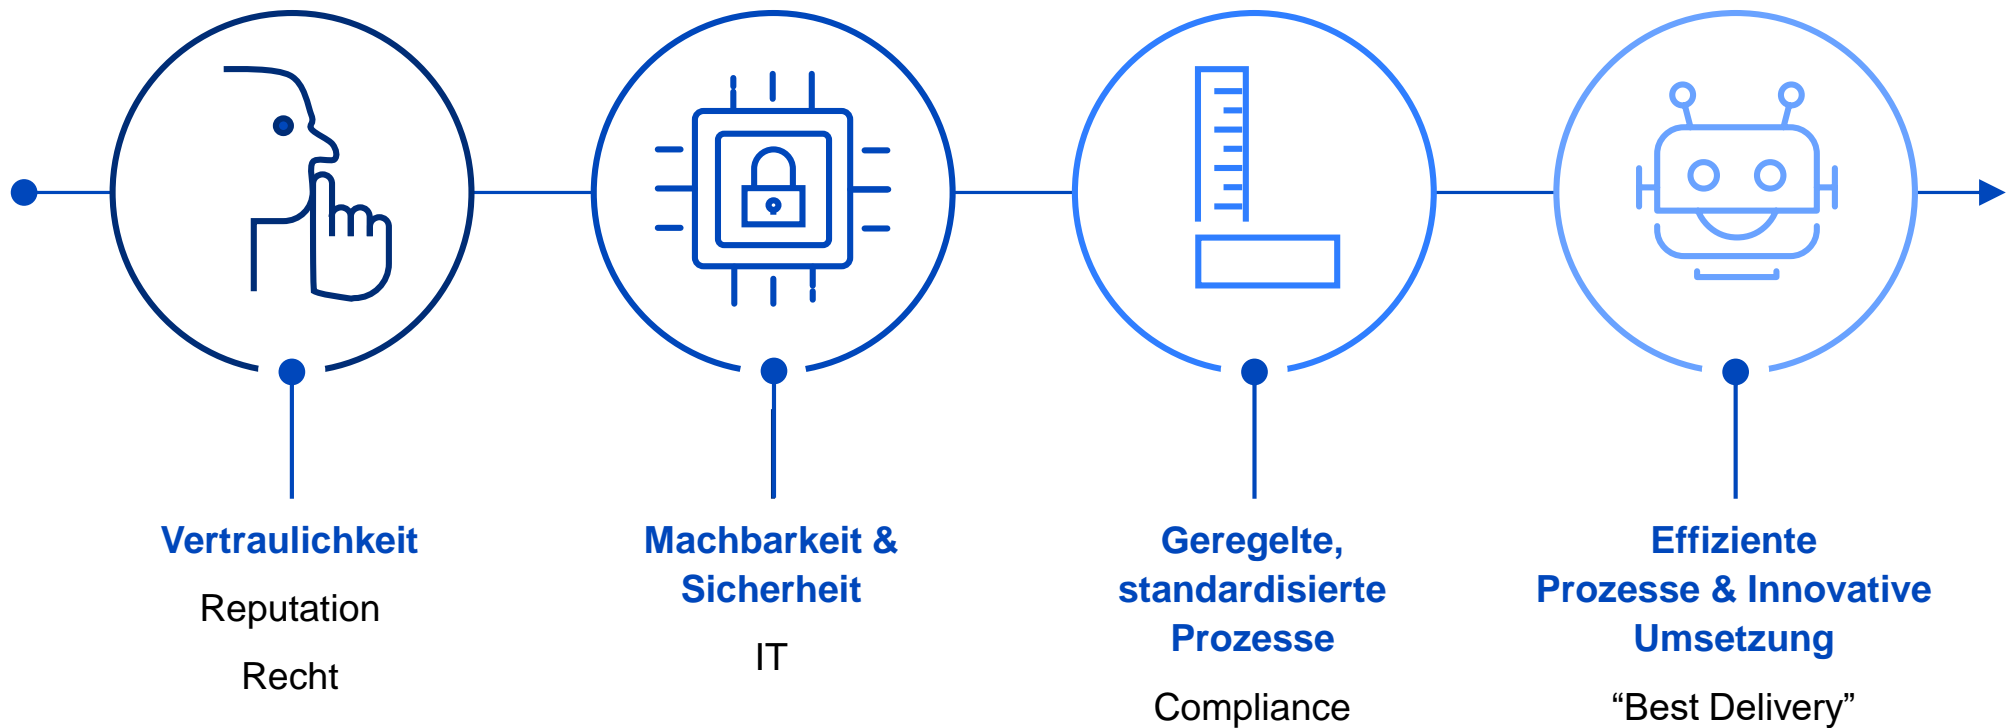 Vertraulichkeit
Reputation
Recht
Machbarkeit &
Sicherheit
IT
Geregelte,
standardisierte
Prozesse
Compliance
Effiziente
Prozesse & Innovative
Umsetzung
“Best Delivery”